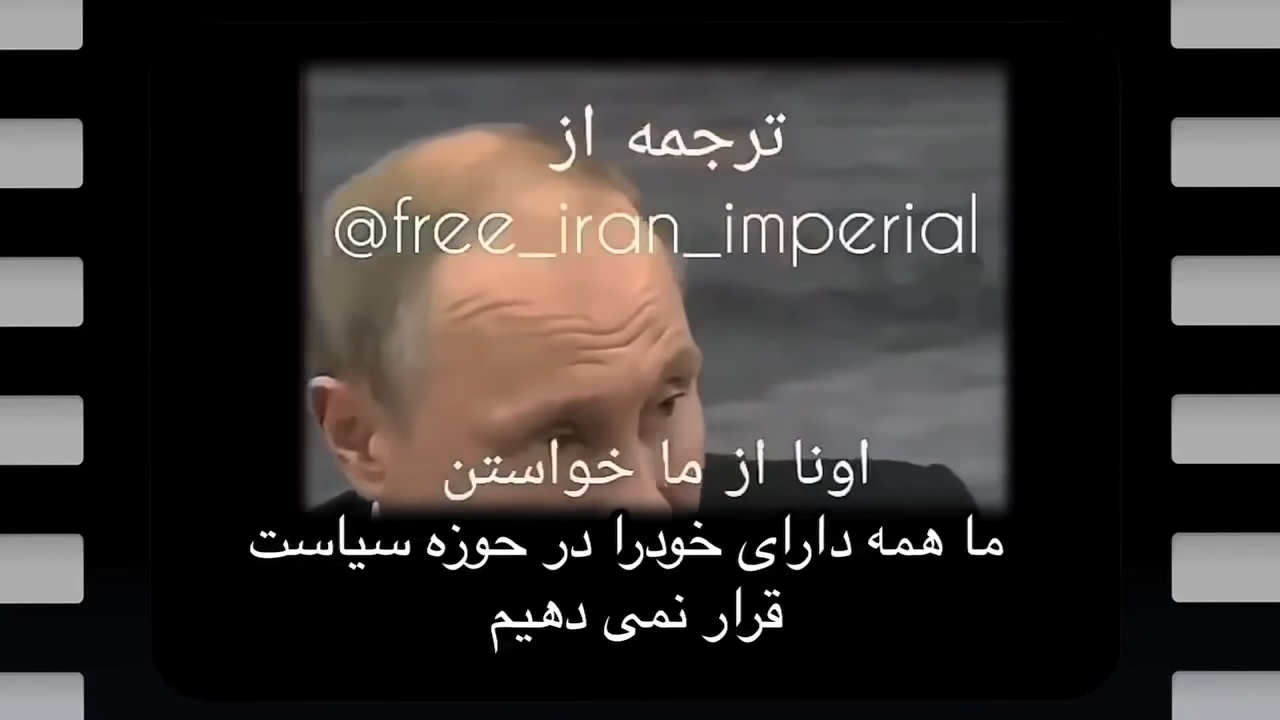 ترجمه از
@free_iran_imperial
اونا از ما خواستن
ما همه دارای خودرا در حوزه سیاست
قرار نمی دهیم